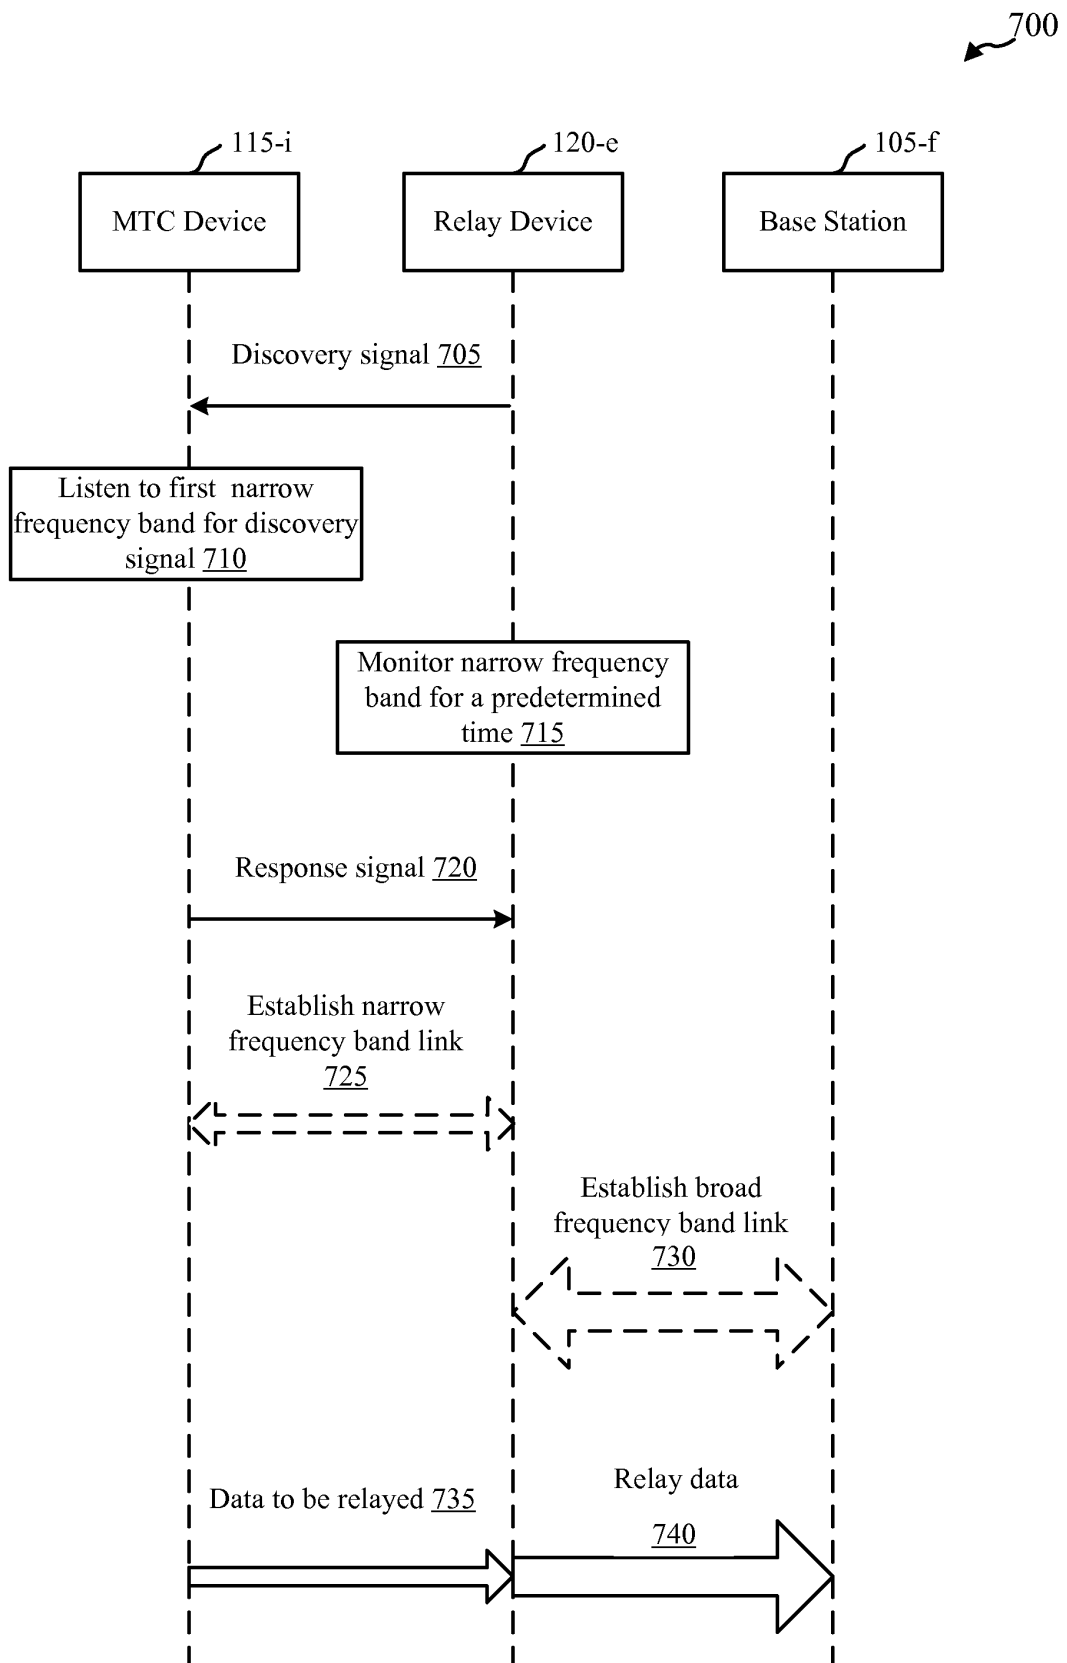 700
115-i
120-e
105-f
MTC Device
Relay Device
Base Station
Discovery signal 705
Listen to first narrow
frequency band for discovery
signal 710
Monitor narrow frequency
band for a predetermined
time 715
Response signal 720
Establish narrow
frequency band link
725
Establish broad
frequency band link
730
Data to be relayed 735
Relay data
740